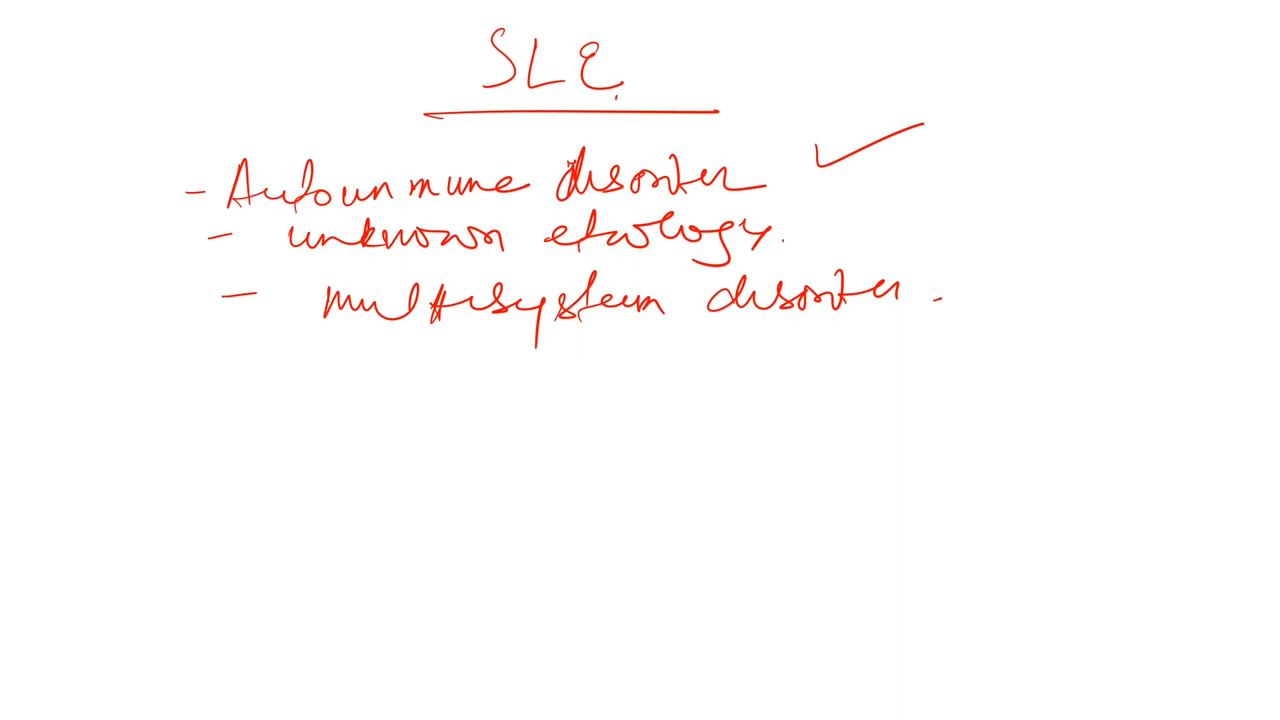 SLE
- Autoimmune disorder
- unknown etiology.
- multisystem disorder.